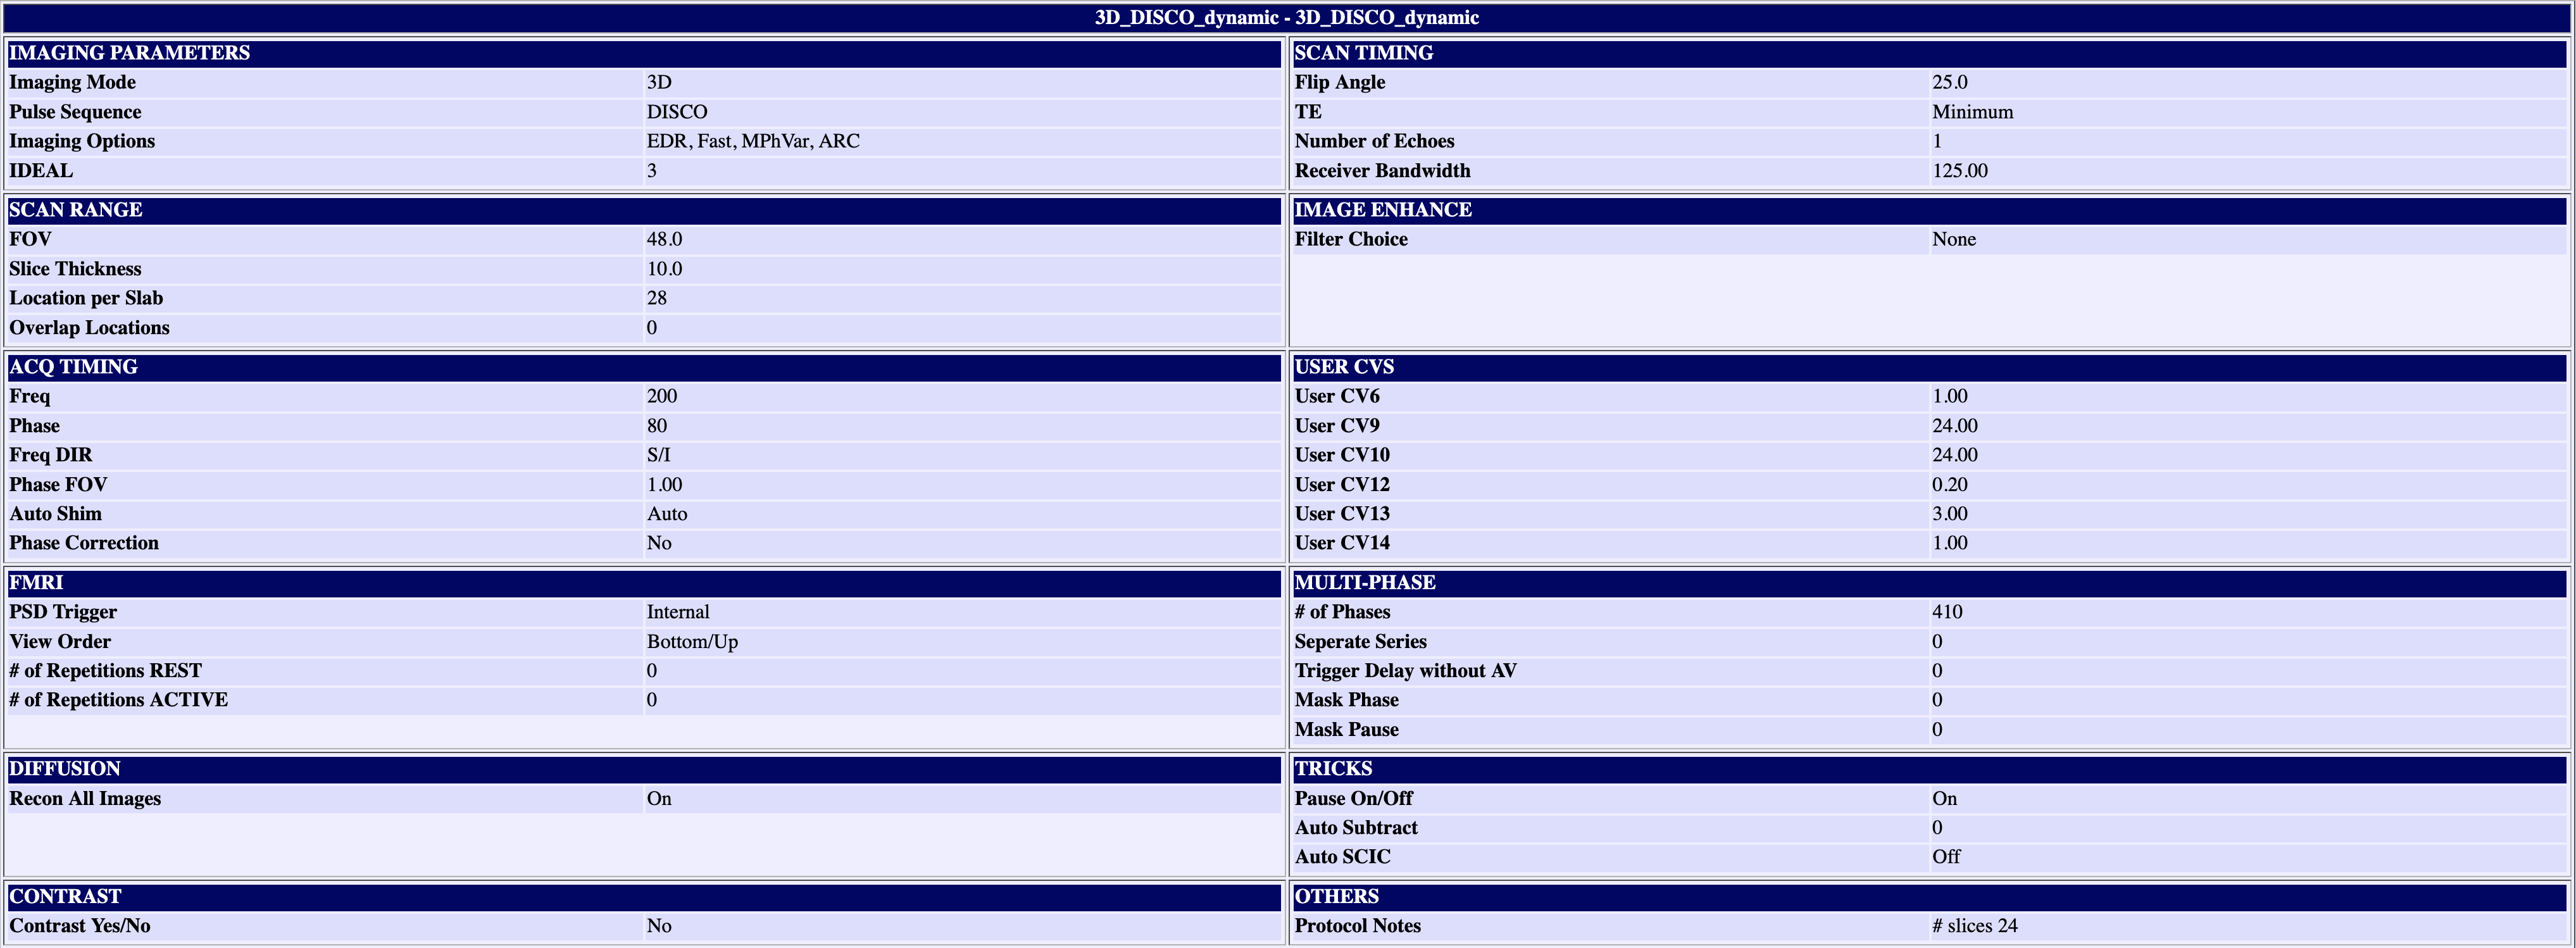 3D_DISCO_dynamic - 3D_DISCO_dynamic
IMAGING PARAMETERS
Imaging Mode 3D
Pulse Sequence DISCO
Imaging Options EDR, Fast, MPhVar, ARC
IDEAL 3
SCAN TIMING
Flip Angle 25.0
TE Minimum
Number of Echoes 1
Receiver Bandwidth 125.00
SCAN RANGE
FOV 48.0
Slice Thickness 10.0
Location per Slab 28
Overlap Locations 0
IMAGE ENHANCE
Filter Choice None
ACQ TIMING
Freq 200
Phase 80
Freq DIR S/I
Phase FOV 1.00
Auto Shim Auto
Phase Correction No
USER CVS
User CV6 1.00
User CV9 24.00
User CV10 24.00
User CV12 0.20
User CV13 3.00
User CV14 1.00
FMRI
PSD Trigger Internal
View Order Bottom/Up
# of Repetitions REST 0
# of Repetitions ACTIVE 0
MULTI-PHASE
# of Phases 410
Seperate Series 0
Trigger Delay without AV 0
Mask Phase 0
Mask Pause 0
DIFFUSION
Recon All Images On
TRICKS
Pause On/Off On
Auto Subtract 0
Auto SCIC Off
CONTRAST
Contrast Yes/No No
OTHERS
Protocol Notes # slices 24